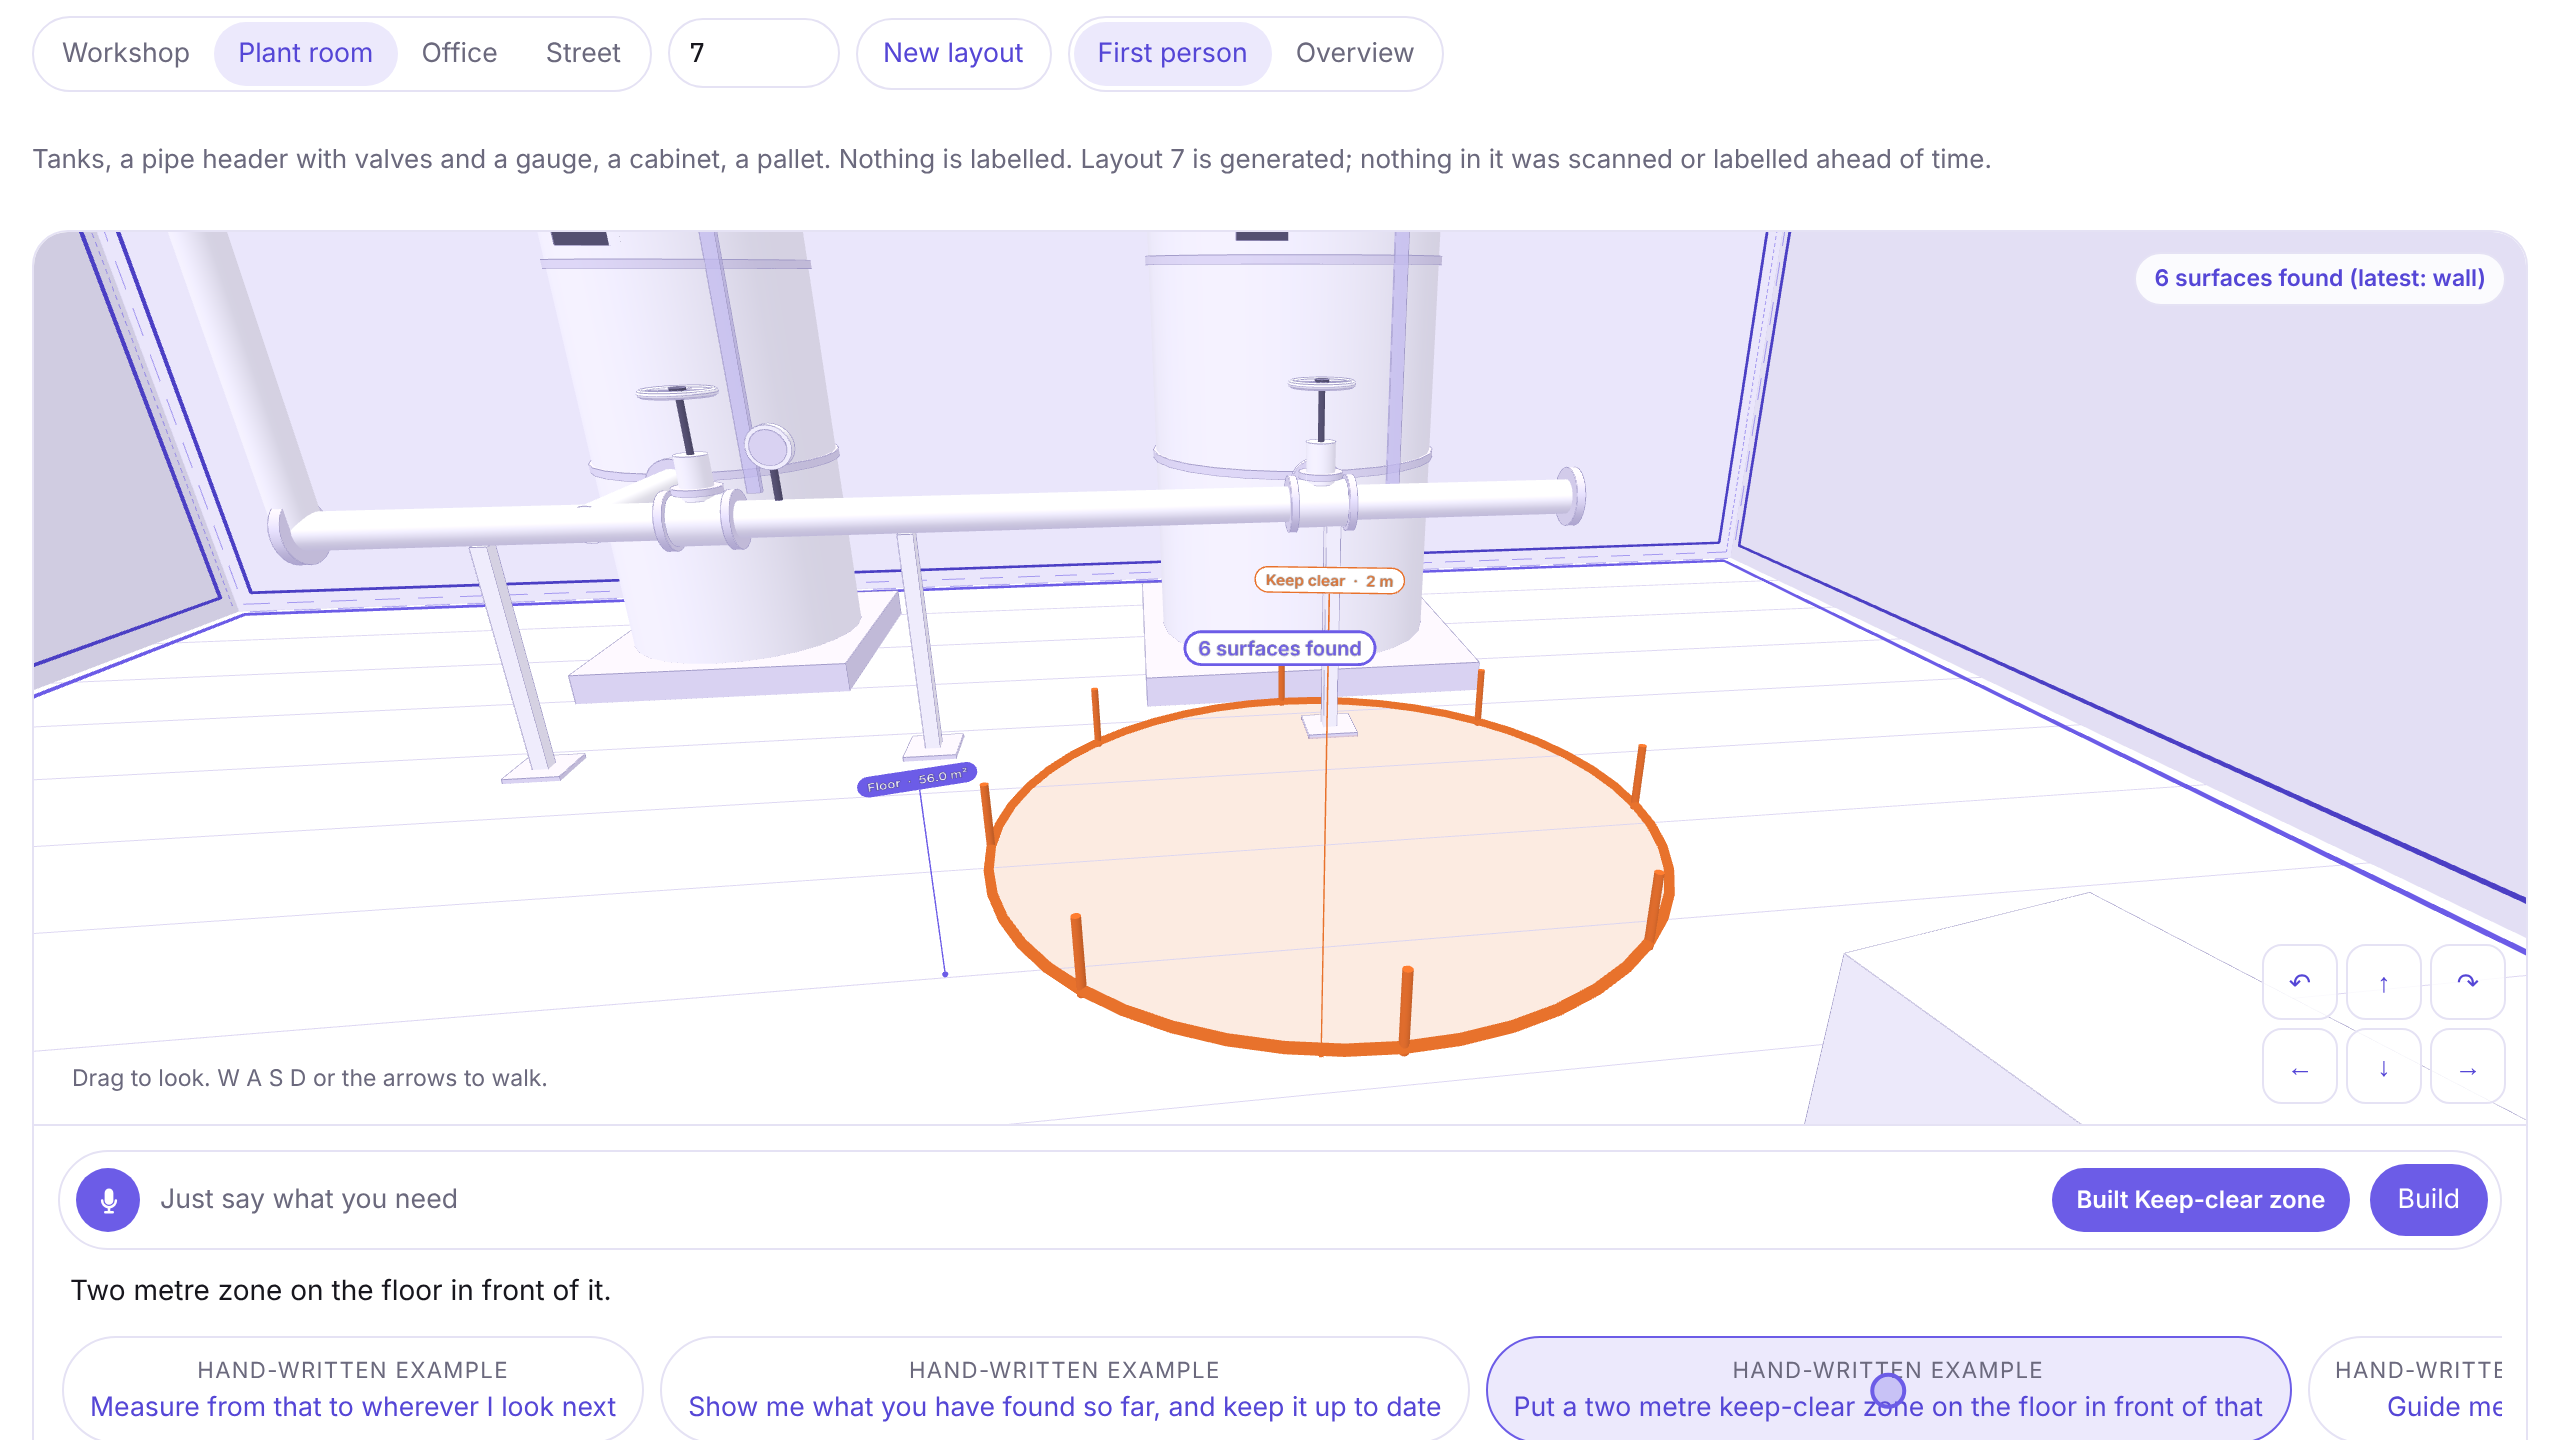 Workshop Plant room Office Street 7 New layout First person Overview
Tanks, a pipe header with valves and a gauge, a cabinet, a pallet. Nothing is labelled. Layout 7 is generated; nothing in it was scanned or labelled ahead of time.
6 surfaces found (latest: wall)
Keep clear · 2 m
6 surfaces found
Floor · 56.0 m²
↶ ↑ ↷
Drag to look. W A S D or the arrows to walk.
← ↓ →
Just say what you need
Built Keep-clear zone
Build
Two metre zone on the floor in front of it.
HAND-WRITTEN EXAMPLE
Measure from that to wherever I look next
HAND-WRITTEN EXAMPLE
Show me what you have found so far, and keep it up to date
HAND-WRITTEN EXAMPLE
Put a two metre keep-clear zone on the floor in front of that
HAND-WRITTE
Guide me